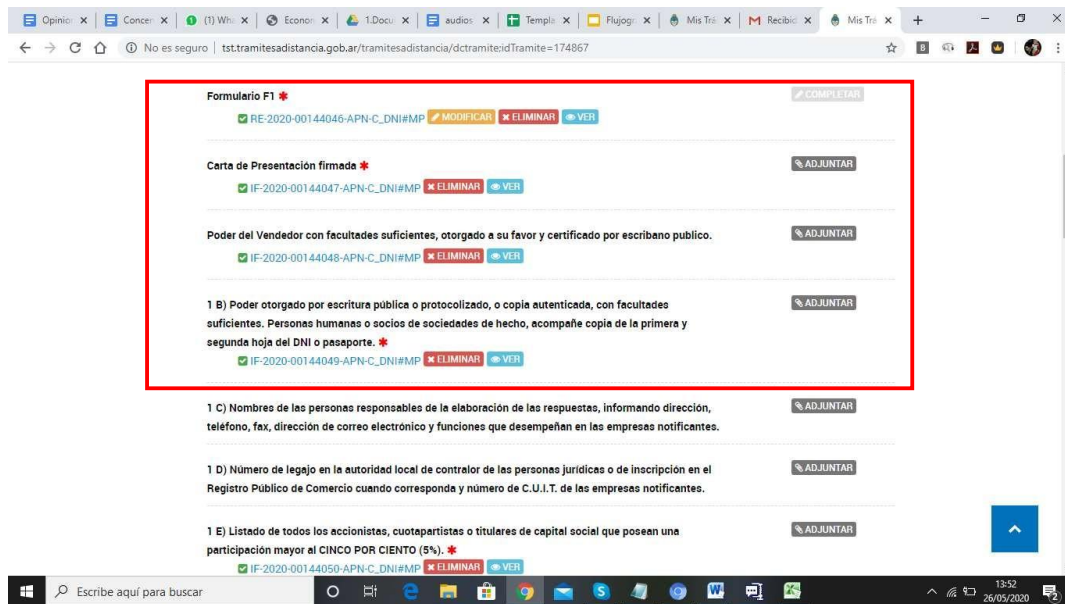 Opinior
Concer
(1) Wha
Econor
1.Docu
audios
Templa
Flujogr
Mis Trá
Recibid
Mis Trá
No es seguro | tst.tramitesadistancia.gob.ar/tramitesadistancia/dctramite;idTramite=174867
Formulario F1 * COMPLETAR
RE-2020-00144046-APN-C_DNI#MP MODIFICAR ELIMINAR VER
Carta de Presentación firmada * ADJUNTAR
IF-2020-00144047-APN-C_DNI#MP ELIMINAR VER
Poder del Vendedor con facultades suficientes, otorgado a su favor y certificado por escribano publico. ADJUNTAR
IF-2020-00144048-APN-C_DNI#MP ELIMINAR VER
1 B) Poder otorgado por escritura pública o protocolizado, o copia autenticada, con facultades ADJUNTAR
suficientes. Personas humanas o socios de sociedades de hecho, acompañe copia de la primera y
segunda hoja del DNI o pasaporte. *
IF-2020-00144049-APN-C_DNI#MP ELIMINAR VER
1 C) Nombres de las personas responsables de la elaboración de las respuestas, informando dirección, ADJUNTAR
teléfono, fax, dirección de correo electrónico y funciones que desempeñan en las empresas notificantes.
1 D) Número de legajo en la autoridad local de contralor de las personas jurídicas o de inscripción en el ADJUNTAR
Registro Público de Comercio cuando corresponda y número de C.U.I.T. de las empresas notificantes.
1 E) Listado de todos los accionistas, cuotapartistas o titulares de capital social que posean una ADJUNTAR
participación mayor al CINCO POR CIENTO (5%). *
IF-2020-00144050-APN-C_DNI#MP ELIMINAR VER
Escribe aquí para buscar
13:52
26/05/2020